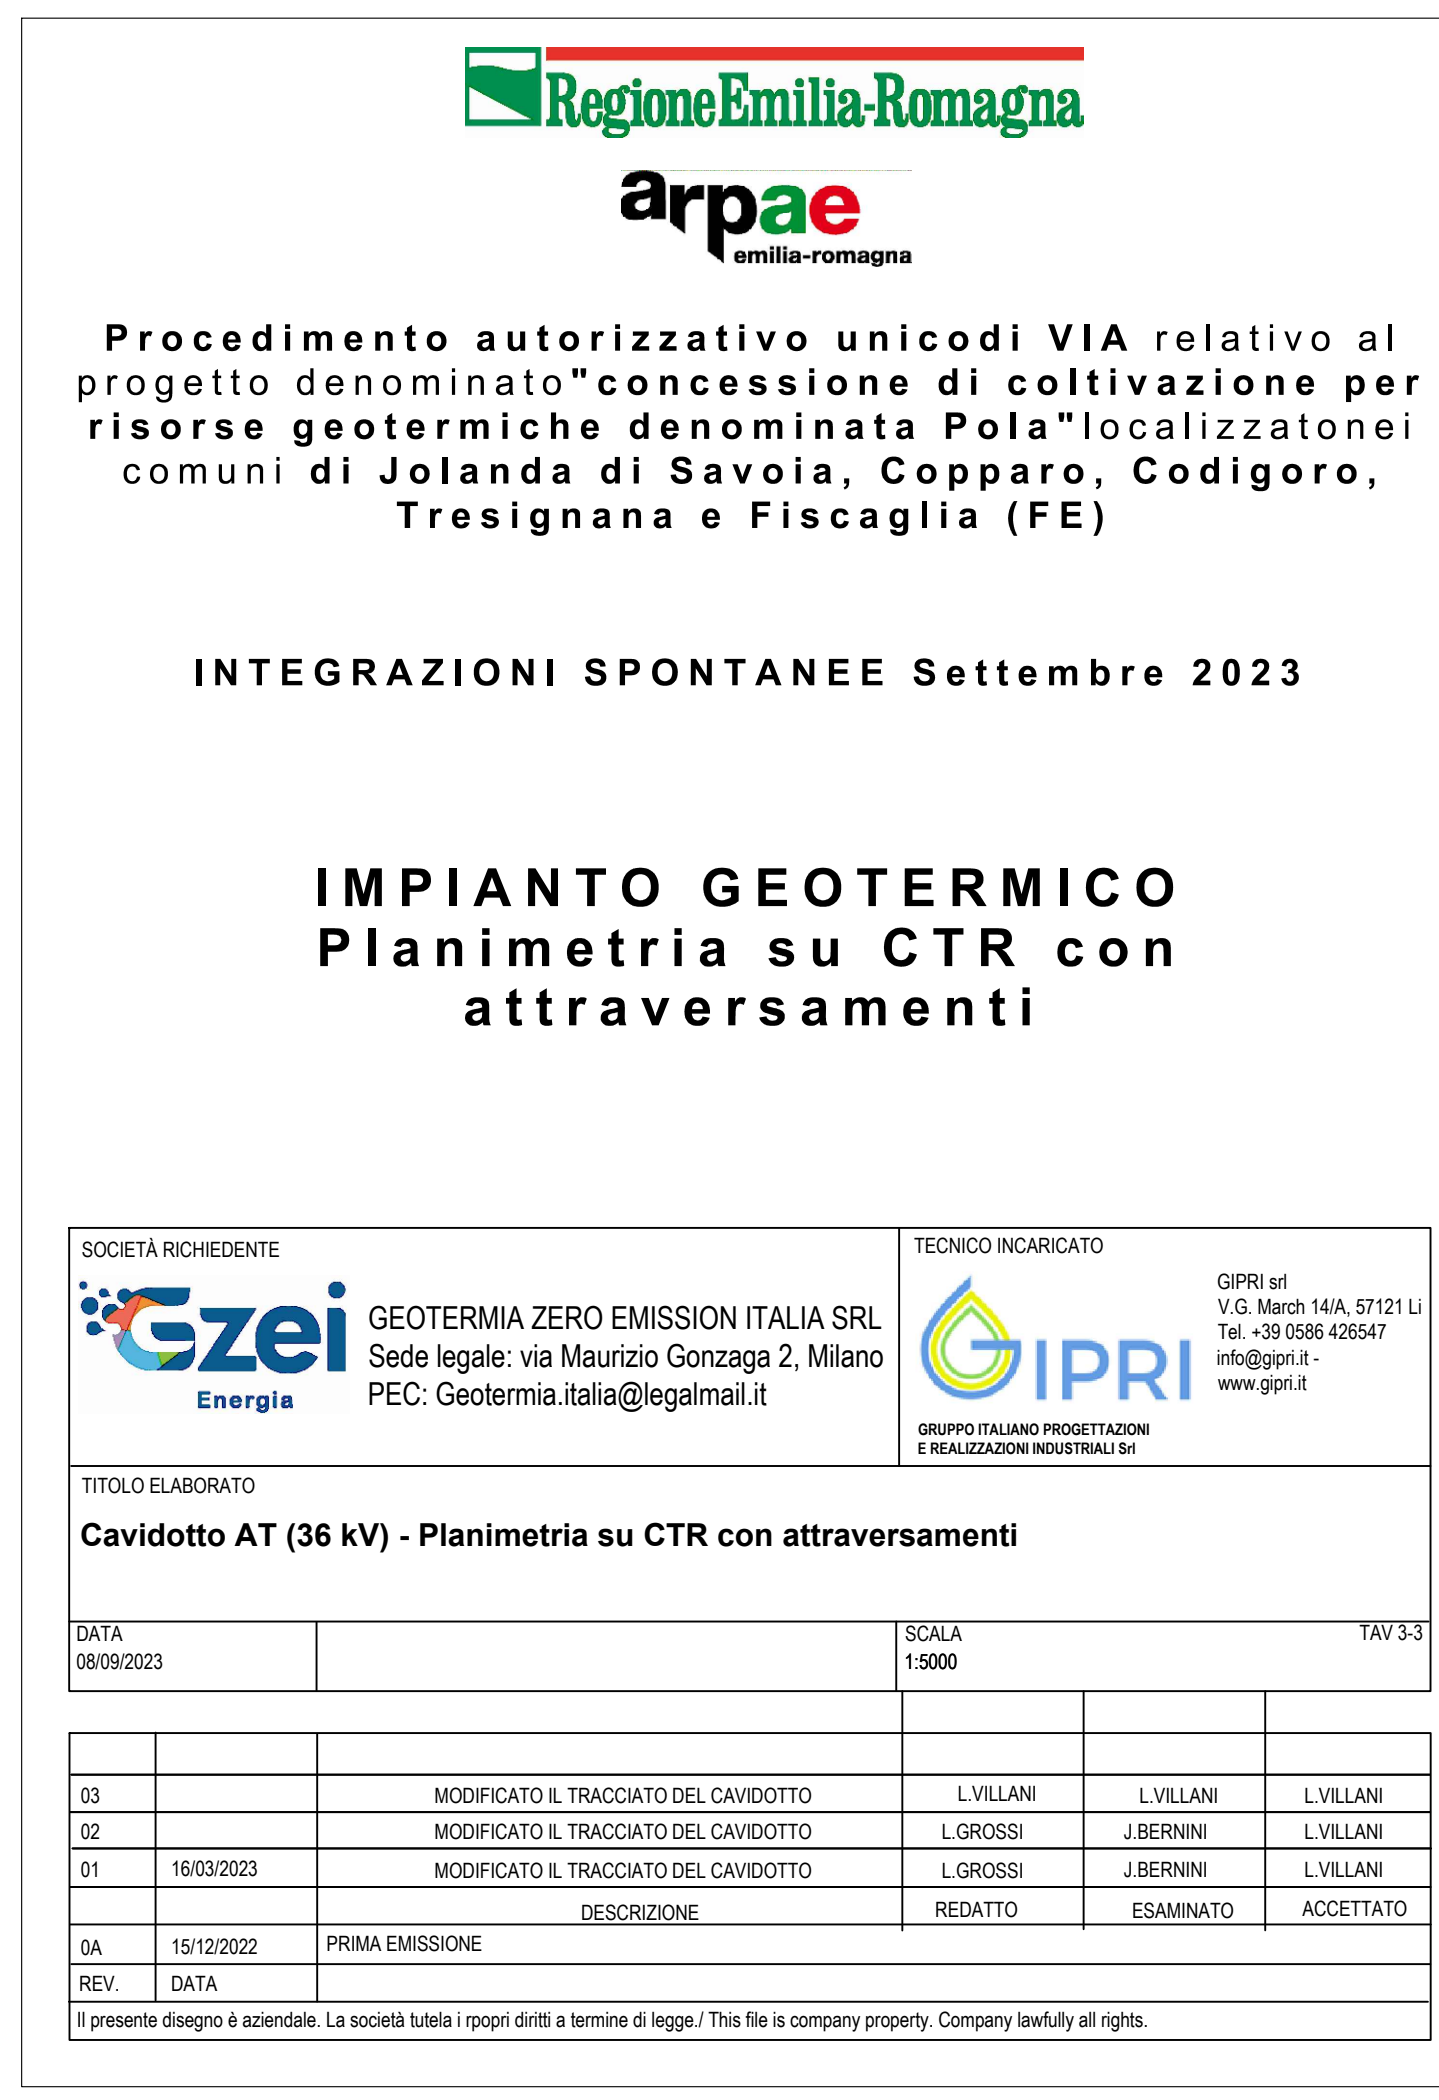 RegioneEmilia-Romagna
arpae
emilia-romagna
Procedimento autorizzativo unicodi VIA relativo al
progetto denominato"concessione di coltivazione per
risorse geotermiche denominata Pola"localizzatonei
comuni di Jolanda di Savoia, Copparo, Codigoro,
Tresignana e Fiscaglia (FE)
INTEGRAZIONI SPONTANEE Settembre 2023
IMPIANTO GEOTERMICO
Planimetria su CTR con
attraversamenti
SOCIETÀ RICHIEDENTE
Gzei
Energia
GEOTERMIA ZERO EMISSION ITALIA SRL
Sede legale: via Maurizio Gonzaga 2, Milano
PEC: Geotermia.italia@legalmail.it
TECNICO INCARICATO
GIPRI
GRUPPO ITALIANO PROGETTAZIONI
E REALIZZAZIONI INDUSTRIALI Srl
GIPRI srl
V.G. March 14/A, 57121 Li
Tel. +39 0586 426547
info@gipri.it -
www.gipri.it
TITOLO ELABORATO
Cavidotto AT (36 kV) - Planimetria su CTR con attraversamenti
DATA SCALA TAV 3-3
08/09/2023 1:5000
03 MODIFICATO IL TRACCIATO DEL CAVIDOTTO L.VILLANI L.VILLANI L.VILLANI
02 MODIFICATO IL TRACCIATO DEL CAVIDOTTO L.GROSSI J.BERNINI L.VILLANI
01 16/03/2023 MODIFICATO IL TRACCIATO DEL CAVIDOTTO L.GROSSI J.BERNINI L.VILLANI
DESCRIZIONE REDATTO ESAMINATO ACCETTATO
0A 15/12/2022 PRIMA EMISSIONE
REV. DATA
Il presente disegno è aziendale. La società tutela i rpopri diritti a termine di legge./ This file is company property. Company lawfully all rights.